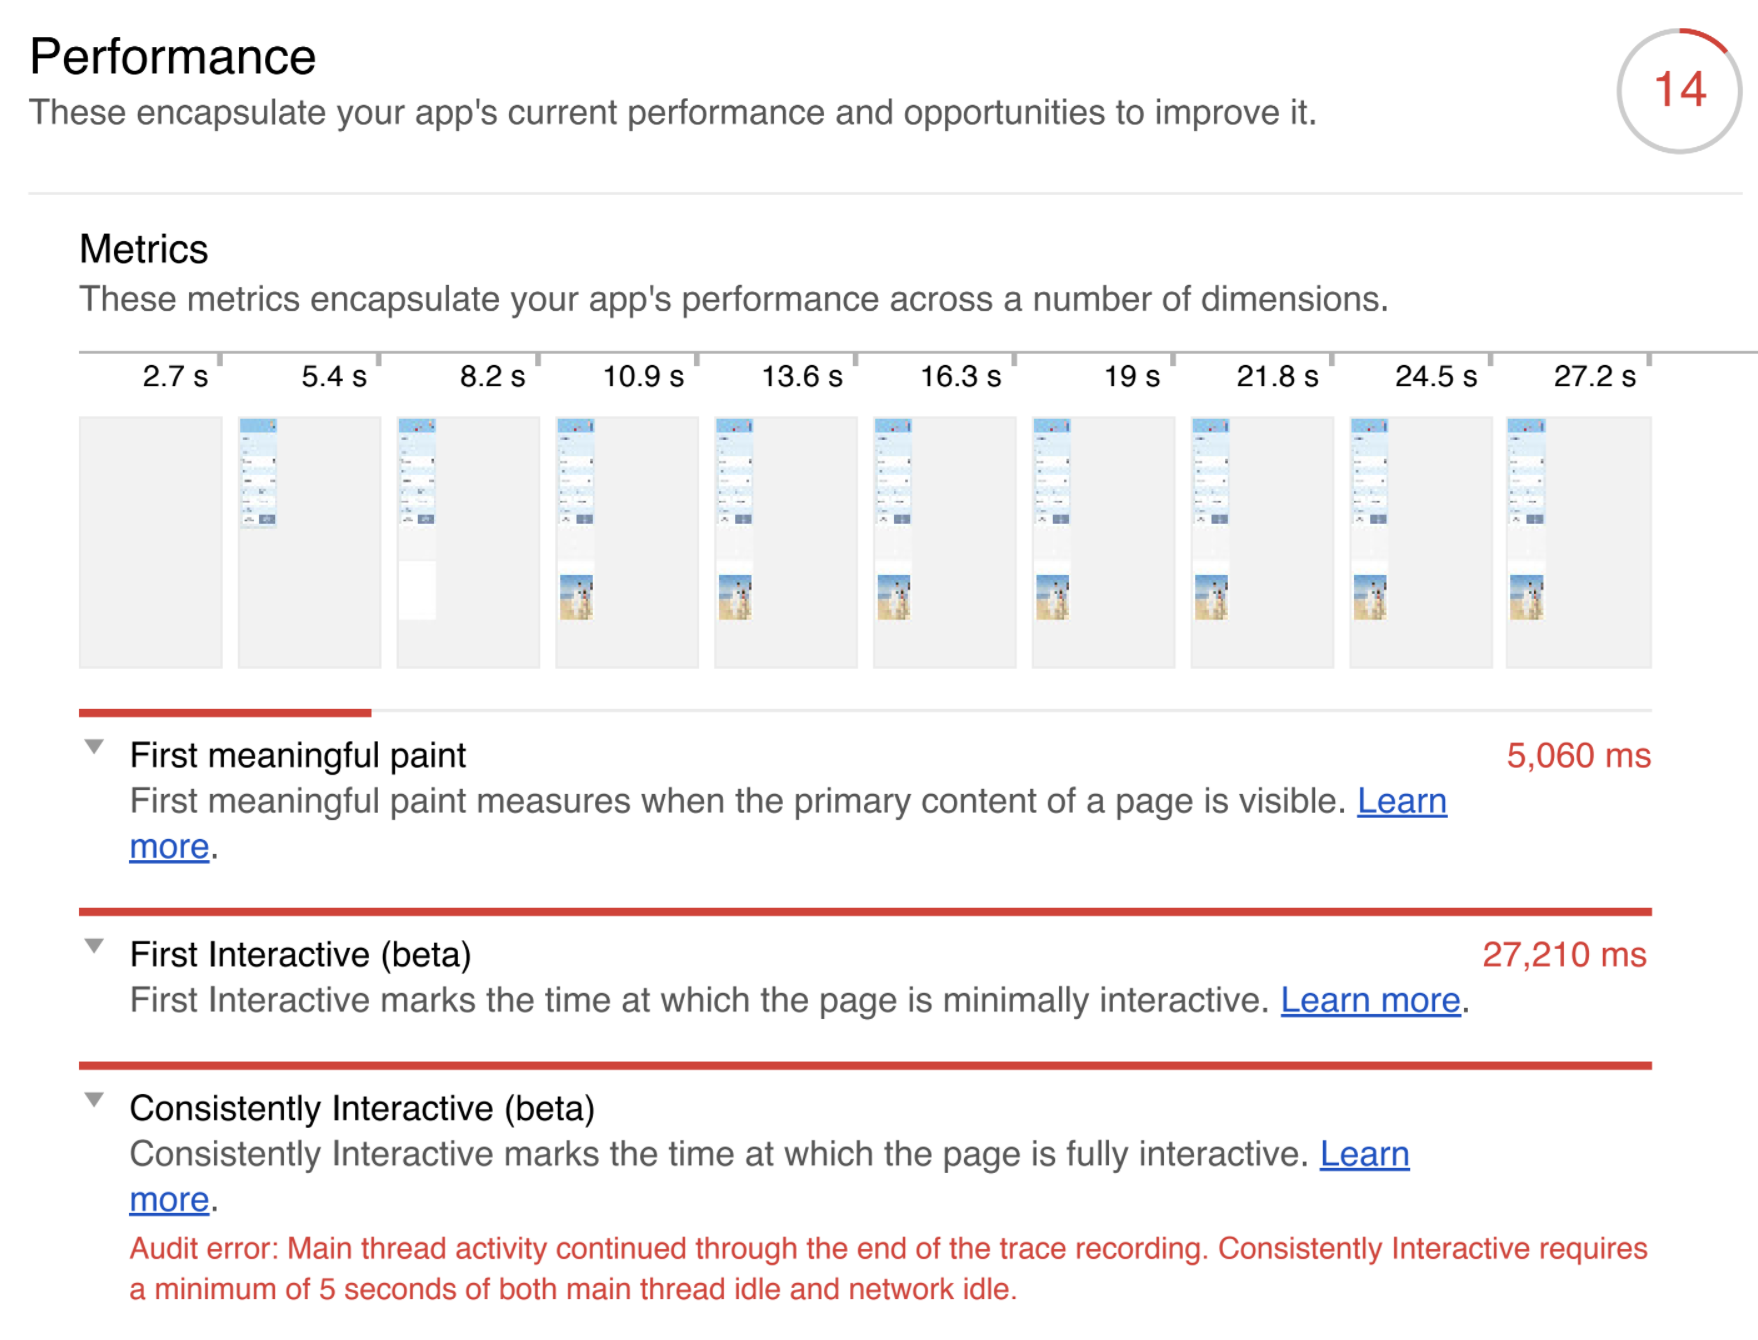 Performance
14
These encapsulate your app's current performance and opportunities to improve it.
Metrics
These metrics encapsulate your app's performance across a number of dimensions.
2.7 s 5.4 s 8.2 s 10.9 s 13.6 s 16.3 s 19 s 21.8 s 24.5 s 27.2 s
First meaningful paint 5,060 ms
First meaningful paint measures when the primary content of a page is visible. Learn
more.
First Interactive (beta) 27,210 ms
First Interactive marks the time at which the page is minimally interactive. Learn more.
Consistently Interactive (beta)
Consistently Interactive marks the time at which the page is fully interactive. Learn
more.
Audit error: Main thread activity continued through the end of the trace recording. Consistently Interactive requires
a minimum of 5 seconds of both main thread idle and network idle.